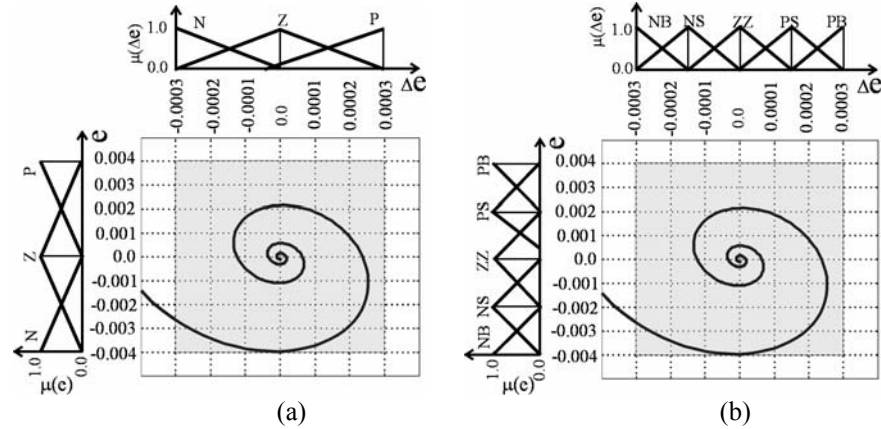 μ(Δe)
1.0
0.0
N
Z
P
Δe
-0.0003
-0.0002
-0.0001
0.0
0.0001
0.0002
0.0003
e
0.004
0.003
0.002
0.001
0.0
-0.001
-0.002
-0.003
-0.004
P
Z
N
1.0
0.0
μ(e)
(a)
μ(Δe)
1.0
0.0
NB
NS
ZZ
PS
PB
Δe
-0.0003
-0.0002
-0.0001
0.0
0.0001
0.0002
0.0003
e
0.004
0.003
0.002
0.001
0.0
-0.001
-0.002
-0.003
-0.004
PB
PS
ZZ
NS
NB
1.0
0.0
μ(e)
(b)